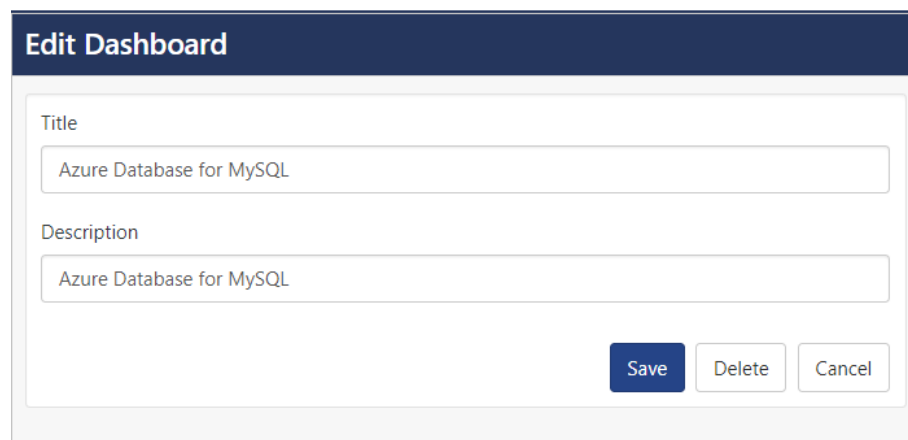 Edit Dashboard
Title
Azure Database for MySQL
Description
Azure Database for MySQL
Save Delete Cancel